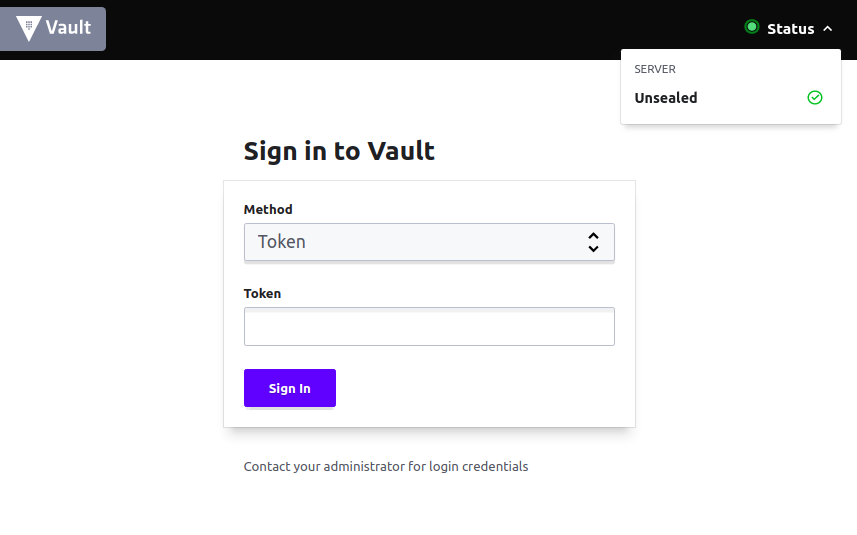 Vault
Status
SERVER
Unsealed
Sign in to Vault
Method
Token
Token
Sign In
Contact your administrator for login credentials